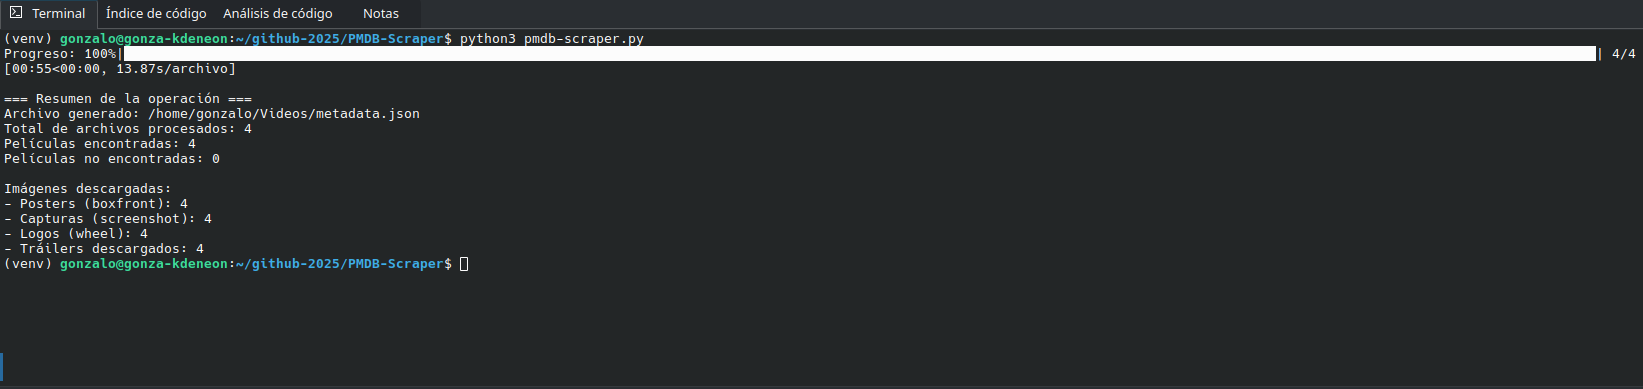 Terminal Índice de código Análisis de código Notas
(venv) gonzalo@gonza-kdeneon:~/github-2025/PMDB-Scraper$ python3 pmdb-scraper.py
Progreso: 100%| | 4/4
[00:55<00:00, 13.87s/archivo]
=== Resumen de la operación ===
Archivo generado: /home/gonzalo/Videos/metadata.json
Total de archivos procesados: 4
Películas encontradas: 4
Películas no encontradas: 0
Imágenes descargadas:
- Posters (boxfront): 4
- Capturas (screenshot): 4
- Logos (wheel): 4
- Tráilers descargados: 4
(venv) gonzalo@gonza-kdeneon:~/github-2025/PMDB-Scraper$